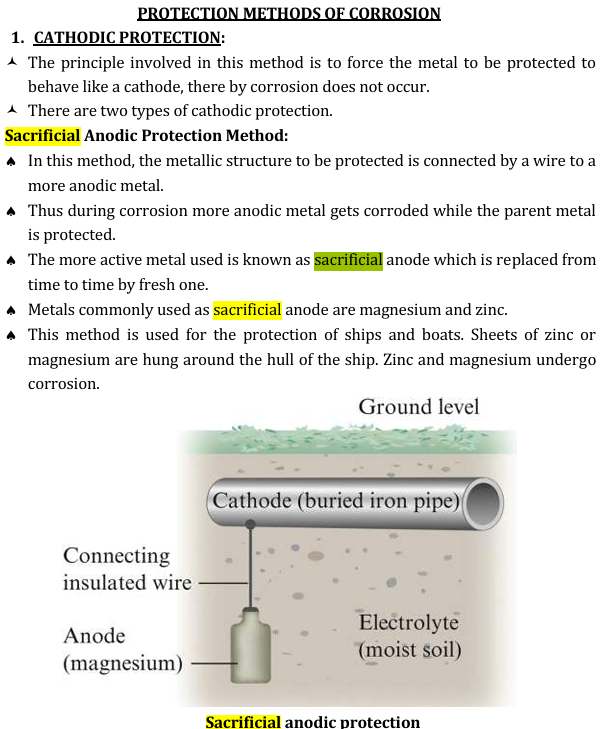 PROTECTION METHODS OF CORROSION
1. CATHODIC PROTECTION:
The principle involved in this method is to force the metal to be protected to
behave like a cathode, there by corrosion does not occur.
There are two types of cathodic protection.
Sacrificial Anodic Protection Method:
In this method, the metallic structure to be protected is connected by a wire to a
more anodic metal.
Thus during corrosion more anodic metal gets corroded while the parent metal
is protected.
The more active metal used is known as sacrificial anode which is replaced from
time to time by fresh one.
Metals commonly used as sacrificial anode are magnesium and zinc.
This method is used for the protection of ships and boats. Sheets of zinc or
magnesium are hung around the hull of the ship. Zinc and magnesium undergo
corrosion.
Ground level
Cathode (buried iron pipe)
Connecting
insulated wire
Electrolyte
(moist soil)
Anode
(magnesium)
Sacrificial anodic protection